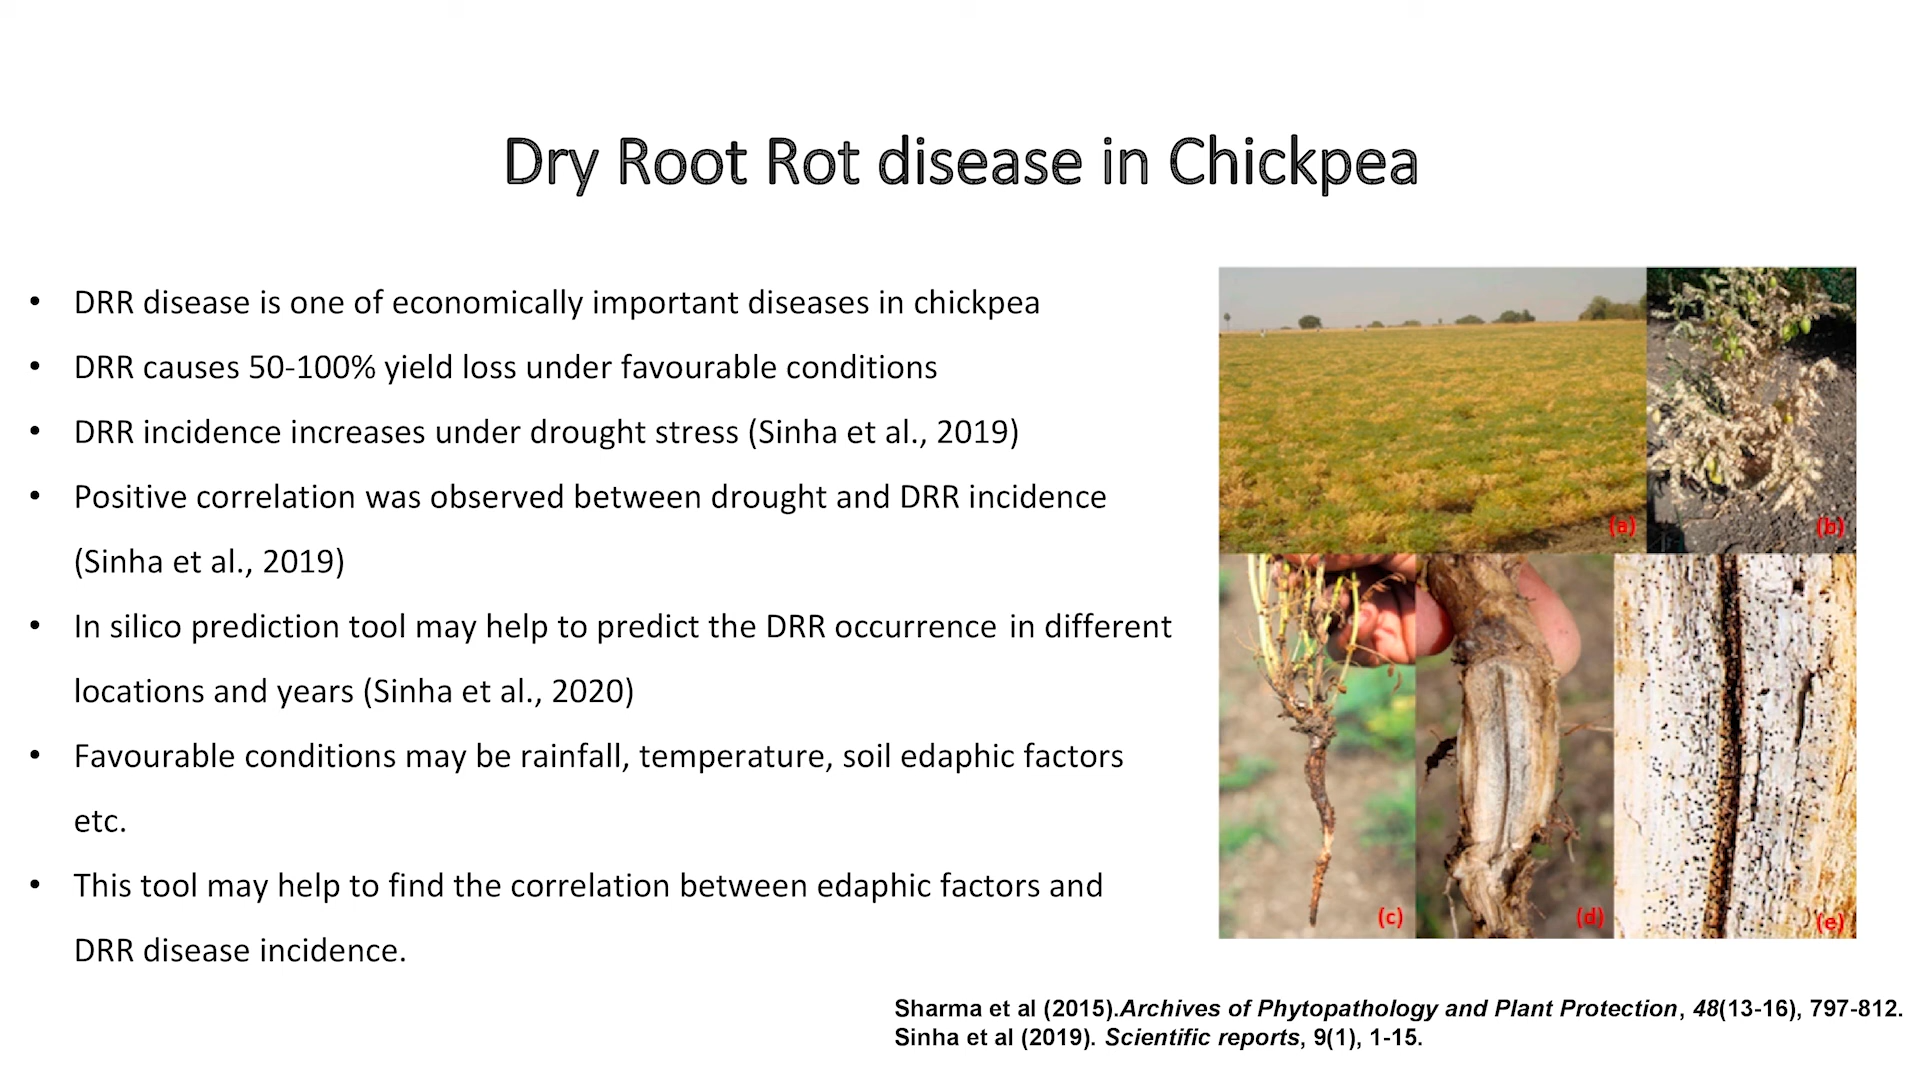 Dry Root Rot disease in Chickpea
• DRR disease is one of economically important diseases in chickpea
• DRR causes 50-100% yield loss under favourable conditions
• DRR incidence increases under drought stress (Sinha et al., 2019)
• Positive correlation was observed between drought and DRR incidence
(Sinha et al., 2019)
• In silico prediction tool may help to predict the DRR occurrence in different
locations and years (Sinha et al., 2020)
• Favourable conditions may be rainfall, temperature, soil edaphic factors
etc.
• This tool may help to find the correlation between edaphic factors and
DRR disease incidence.
(a)
(b)
(c)
(d)
(e)
Sharma et al (2015).Archives of Phytopathology and Plant Protection, 48(13-16), 797-812.
Sinha et al (2019). Scientific reports, 9(1), 1-15.